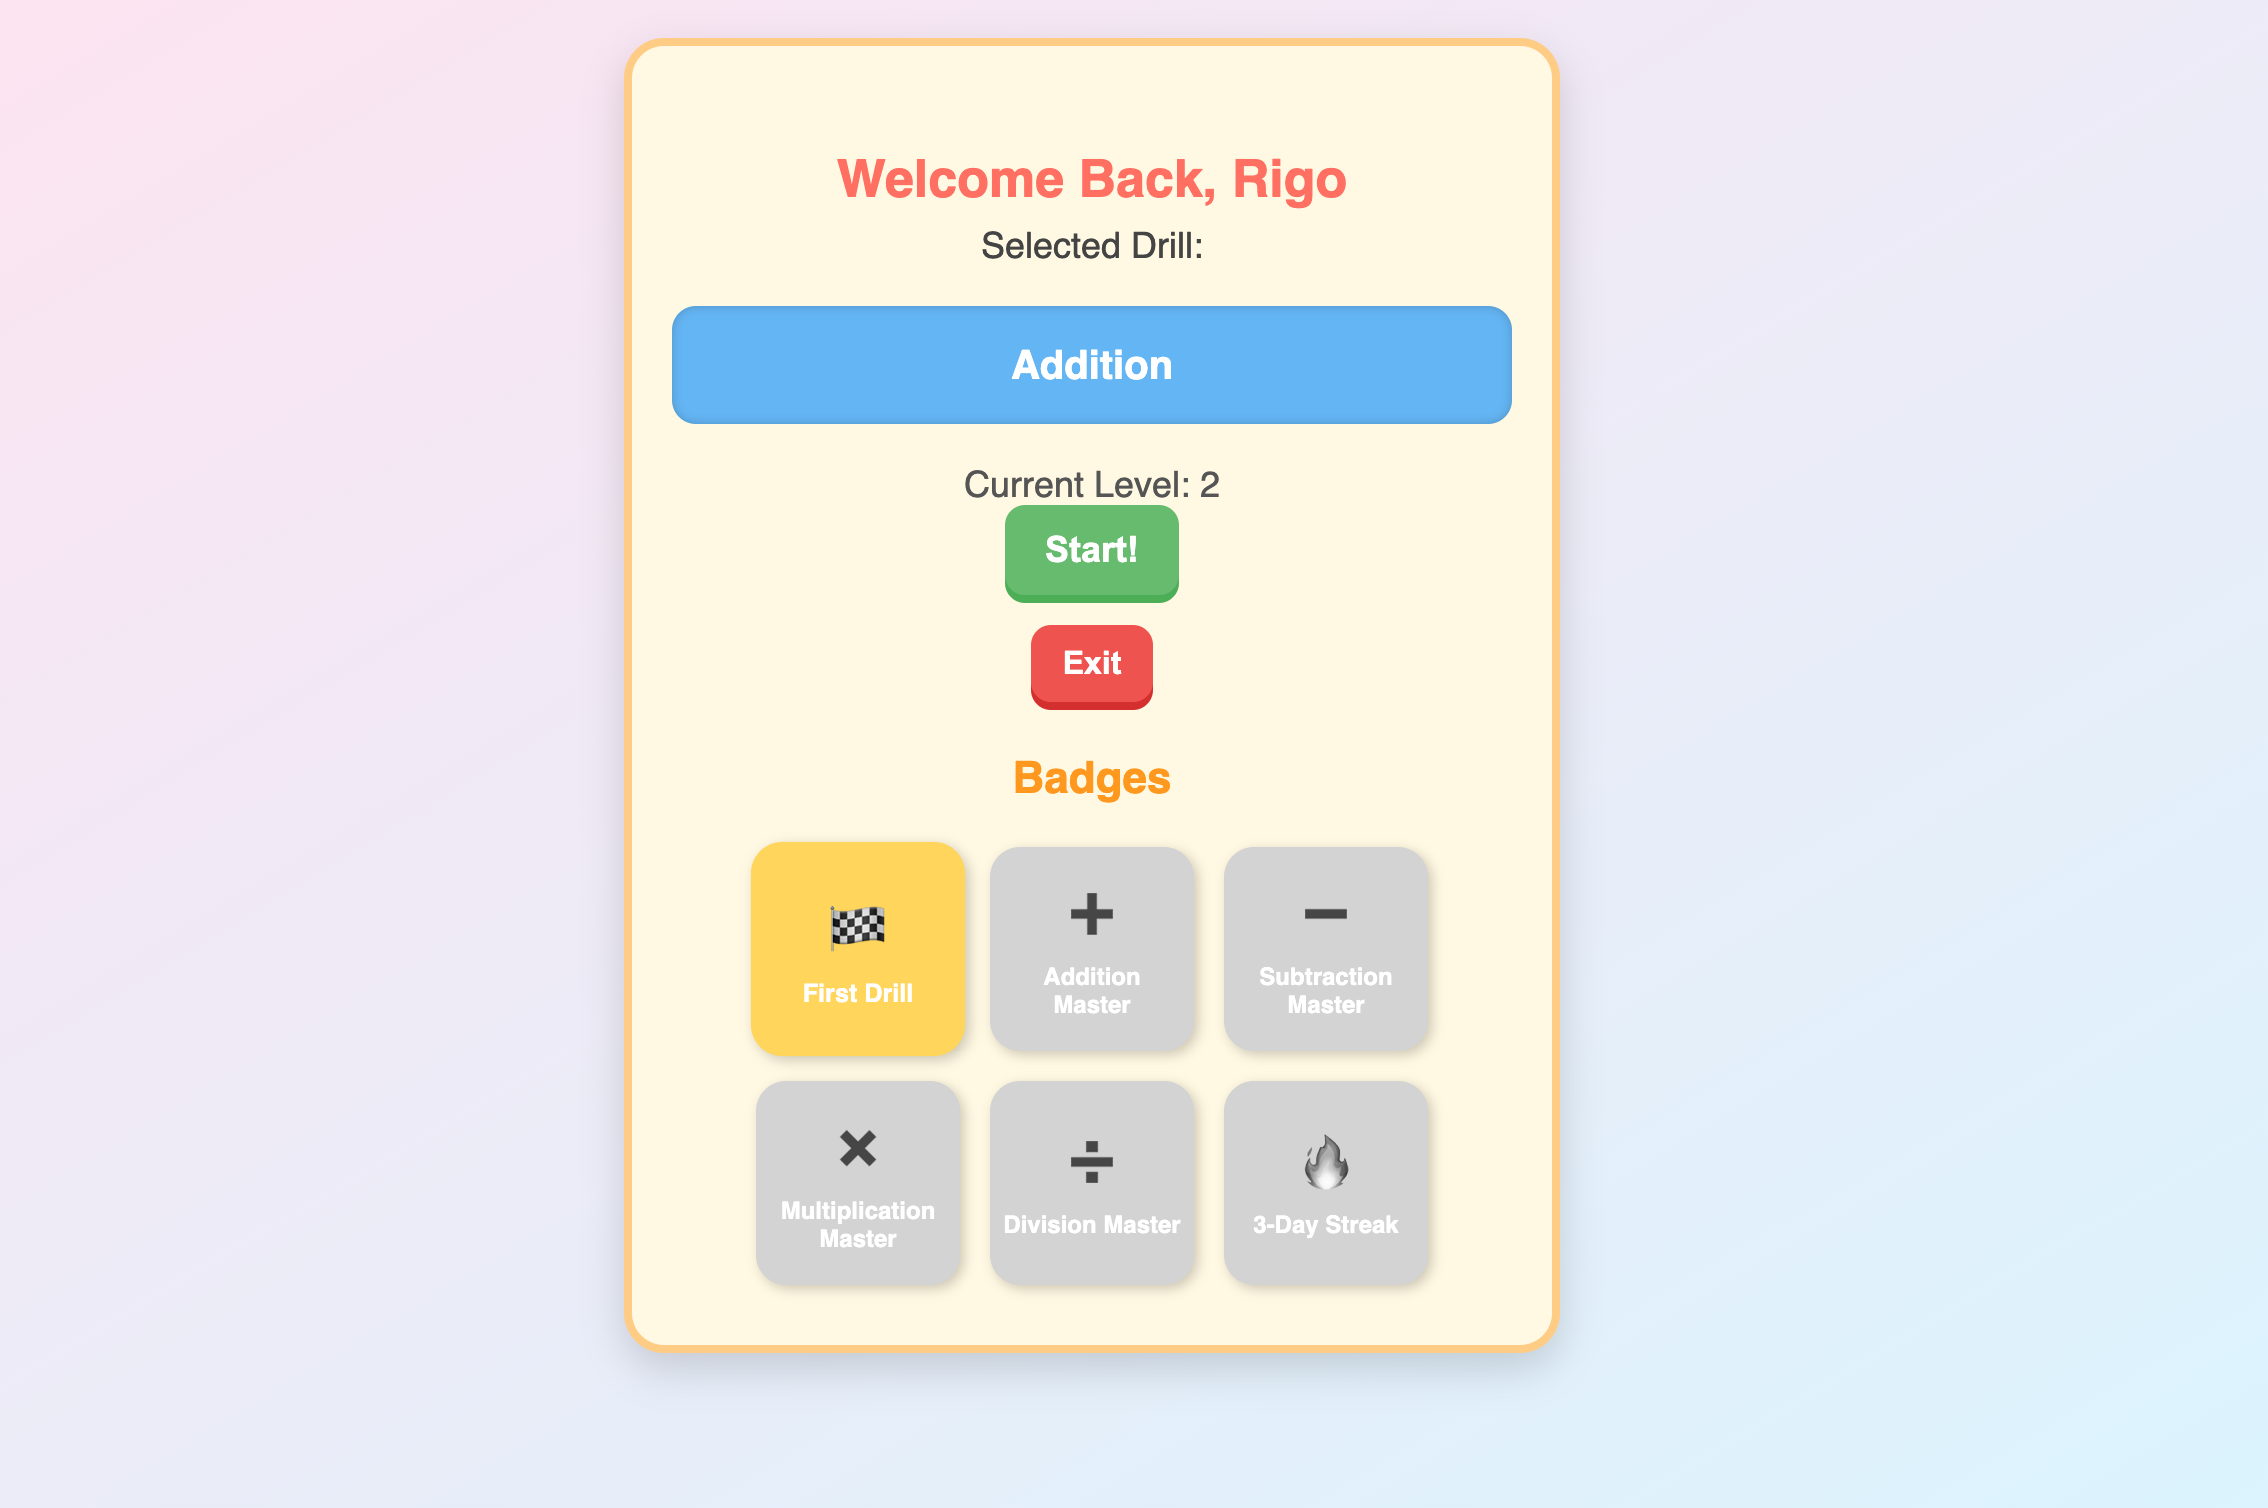 Welcome Back, Rigo
Selected Drill:
Addition
Current Level: 2
Start!
Exit
Badges
First Drill
Addition
Master
Subtraction
Master
Multiplication
Master
Division Master
3-Day Streak